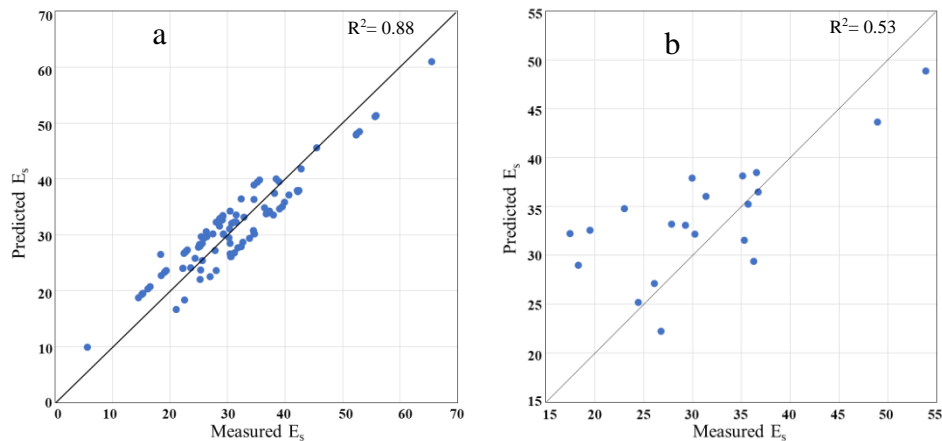 a
R²= 0.88
70
60
50
40
30
20
10
0
0 10 20 30 40 50 60 70
Predicted Eₛ
Measured Eₛ
b
R²= 0.53
55
50
45
40
35
30
25
20
15
15 20 25 30 35 40 45 50 55
Predicted Eₛ
Measured Eₛ